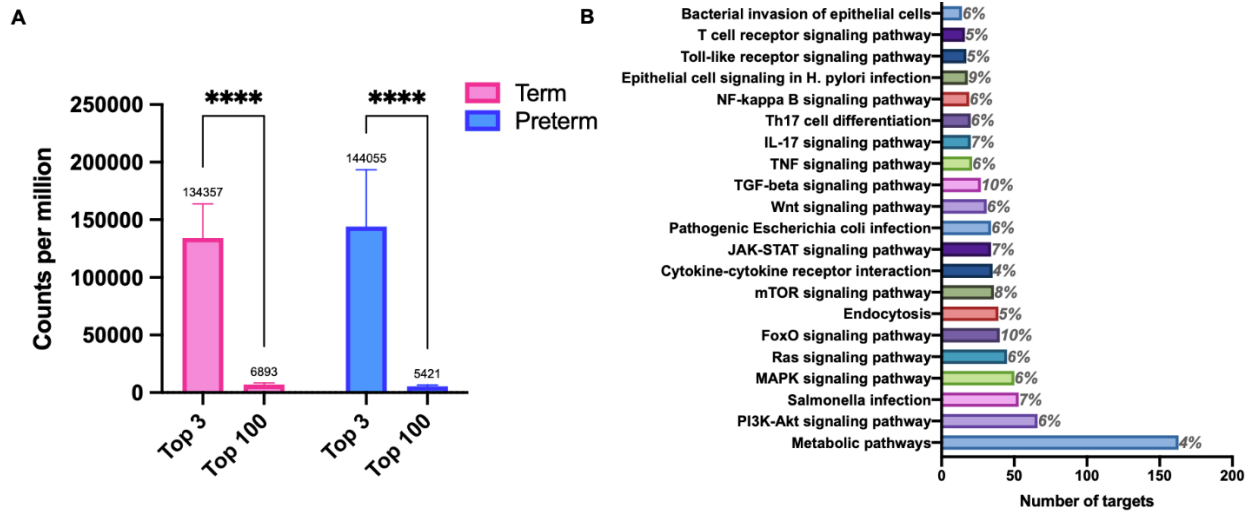 A
250000
200000
150000
100000
50000
0
Counts per million
****
****
134357
6893
144055
5421
Top 3
Top 100
Top 3
Top 100
Term
Preterm
B
Bacterial invasion of epithelial cells 6%
T cell receptor signaling pathway 5%
Toll-like receptor signaling pathway 5%
Epithelial cell signaling in H. pylori infection 9%
NF-kappa B signaling pathway 6%
Th17 cell differentiation 6%
IL-17 signaling pathway 7%
TNF signaling pathway 6%
TGF-beta signaling pathway 10%
Wnt signaling pathway 6%
Pathogenic Escherichia coli infection 6%
JAK-STAT signaling pathway 7%
Cytokine-cytokine receptor interaction 4%
mTOR signaling pathway 8%
Endocytosis 5%
FoxO signaling pathway 10%
Ras signaling pathway 6%
MAPK signaling pathway 6%
Salmonella infection 7%
PI3K-Akt signaling pathway 6%
Metabolic pathways 4%
0 50 100 150 200
Number of targets